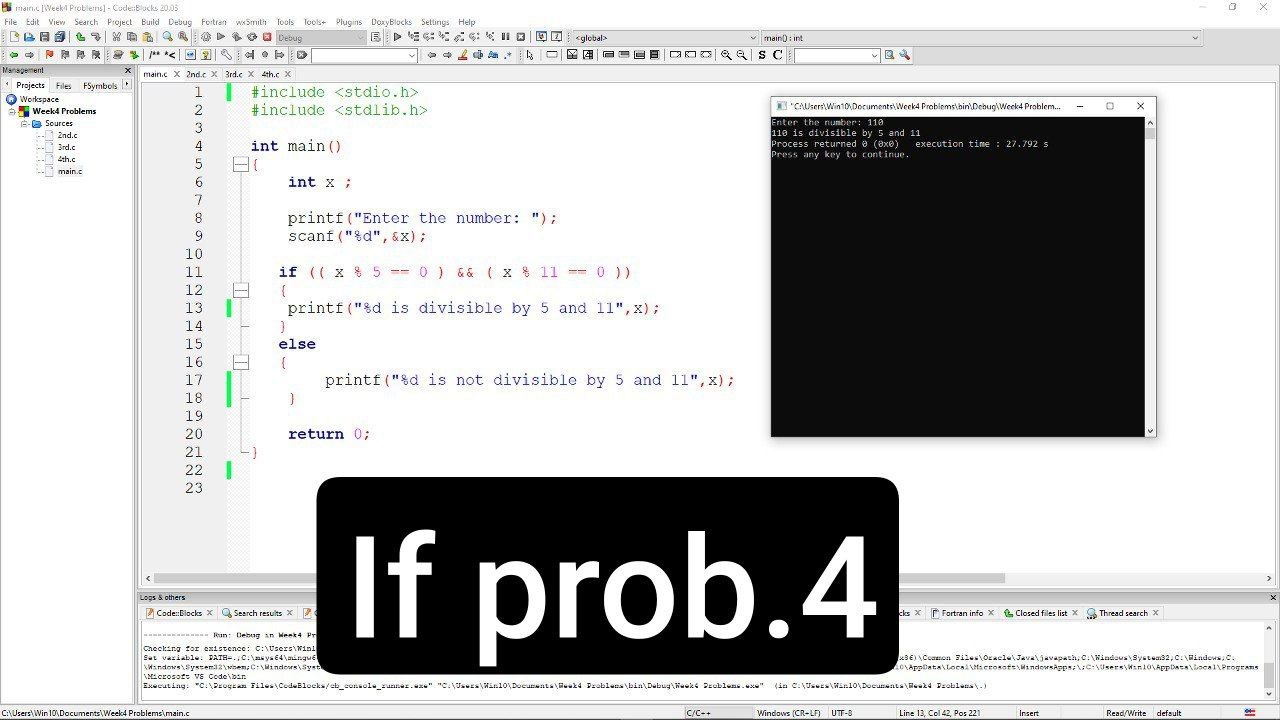 main.c [Week4 Problems] - Code::Blocks 20.03
File Edit View Search Project Build Debug Fortran wxSmith Tools Tools+ Plugins DoxyBlocks Settings Help
Debug
<global>
main() : int
S C
Management
Projects Files FSymbols
Workspace
Week4 Problems
Sources
2nd.c
3rd.c
4th.c
main.c
main.c 2nd.c 3rd.c 4th.c
1 #include <stdio.h>
2 #include <stdlib.h>
3
4 int main()
5 {
6 int x ;
7
8 printf("Enter the number: ");
9 scanf("%d",&x);
10
11 if (( x % 5 == 0 ) && ( x % 11 == 0 ))
12 {
13 printf("%d is divisible by 5 and 11",x);
14 }
15 else
16 {
17 printf("%d is not divisible by 5 and 11",x);
18 }
19
20 return 0;
21 }
22
23
"C:\Users\Win10\Documents\Week4 Problems\bin\Debug\Week4 Problem...
Enter the number: 110
110 is divisible by 5 and 11
Process returned 0 (0x0) execution time : 27.792 s
Press any key to continue.
If prob.4
Logs & others
Code::Blocks Search results Fortran info Closed files list Thread search
-------------- Run: Debug in Week4 Pr
Checking for existence: C:\Users\Win1
Set variable: PATH=.;C:\msys64\mingw6 x86)\Common Files\Oracle\Java\javapath;C:\Windows\System32;C:\Windows;C:
\Windows\System32\wbem;C:\Windows\Sys AppData\Local\Microsoft\WindowsApps;;C:\Users\Win10\AppData\Local\Programs
\Microsoft VS Code\bin
Executing: "C:\Program Files\CodeBlocks/cb_console_runner.exe" "C:\Users\Win10\Documents\Week4 Problems\bin\Debug\Week4 Problems.exe" (in C:\Users\Win10\Documents\Week4 Problems\.)
C:\Users\Win10\Documents\Week4 Problems\main.c C/C++ Windows (CR+LF) UTF-8 Line 13, Col 42, Pos 221 Insert Read/Write default